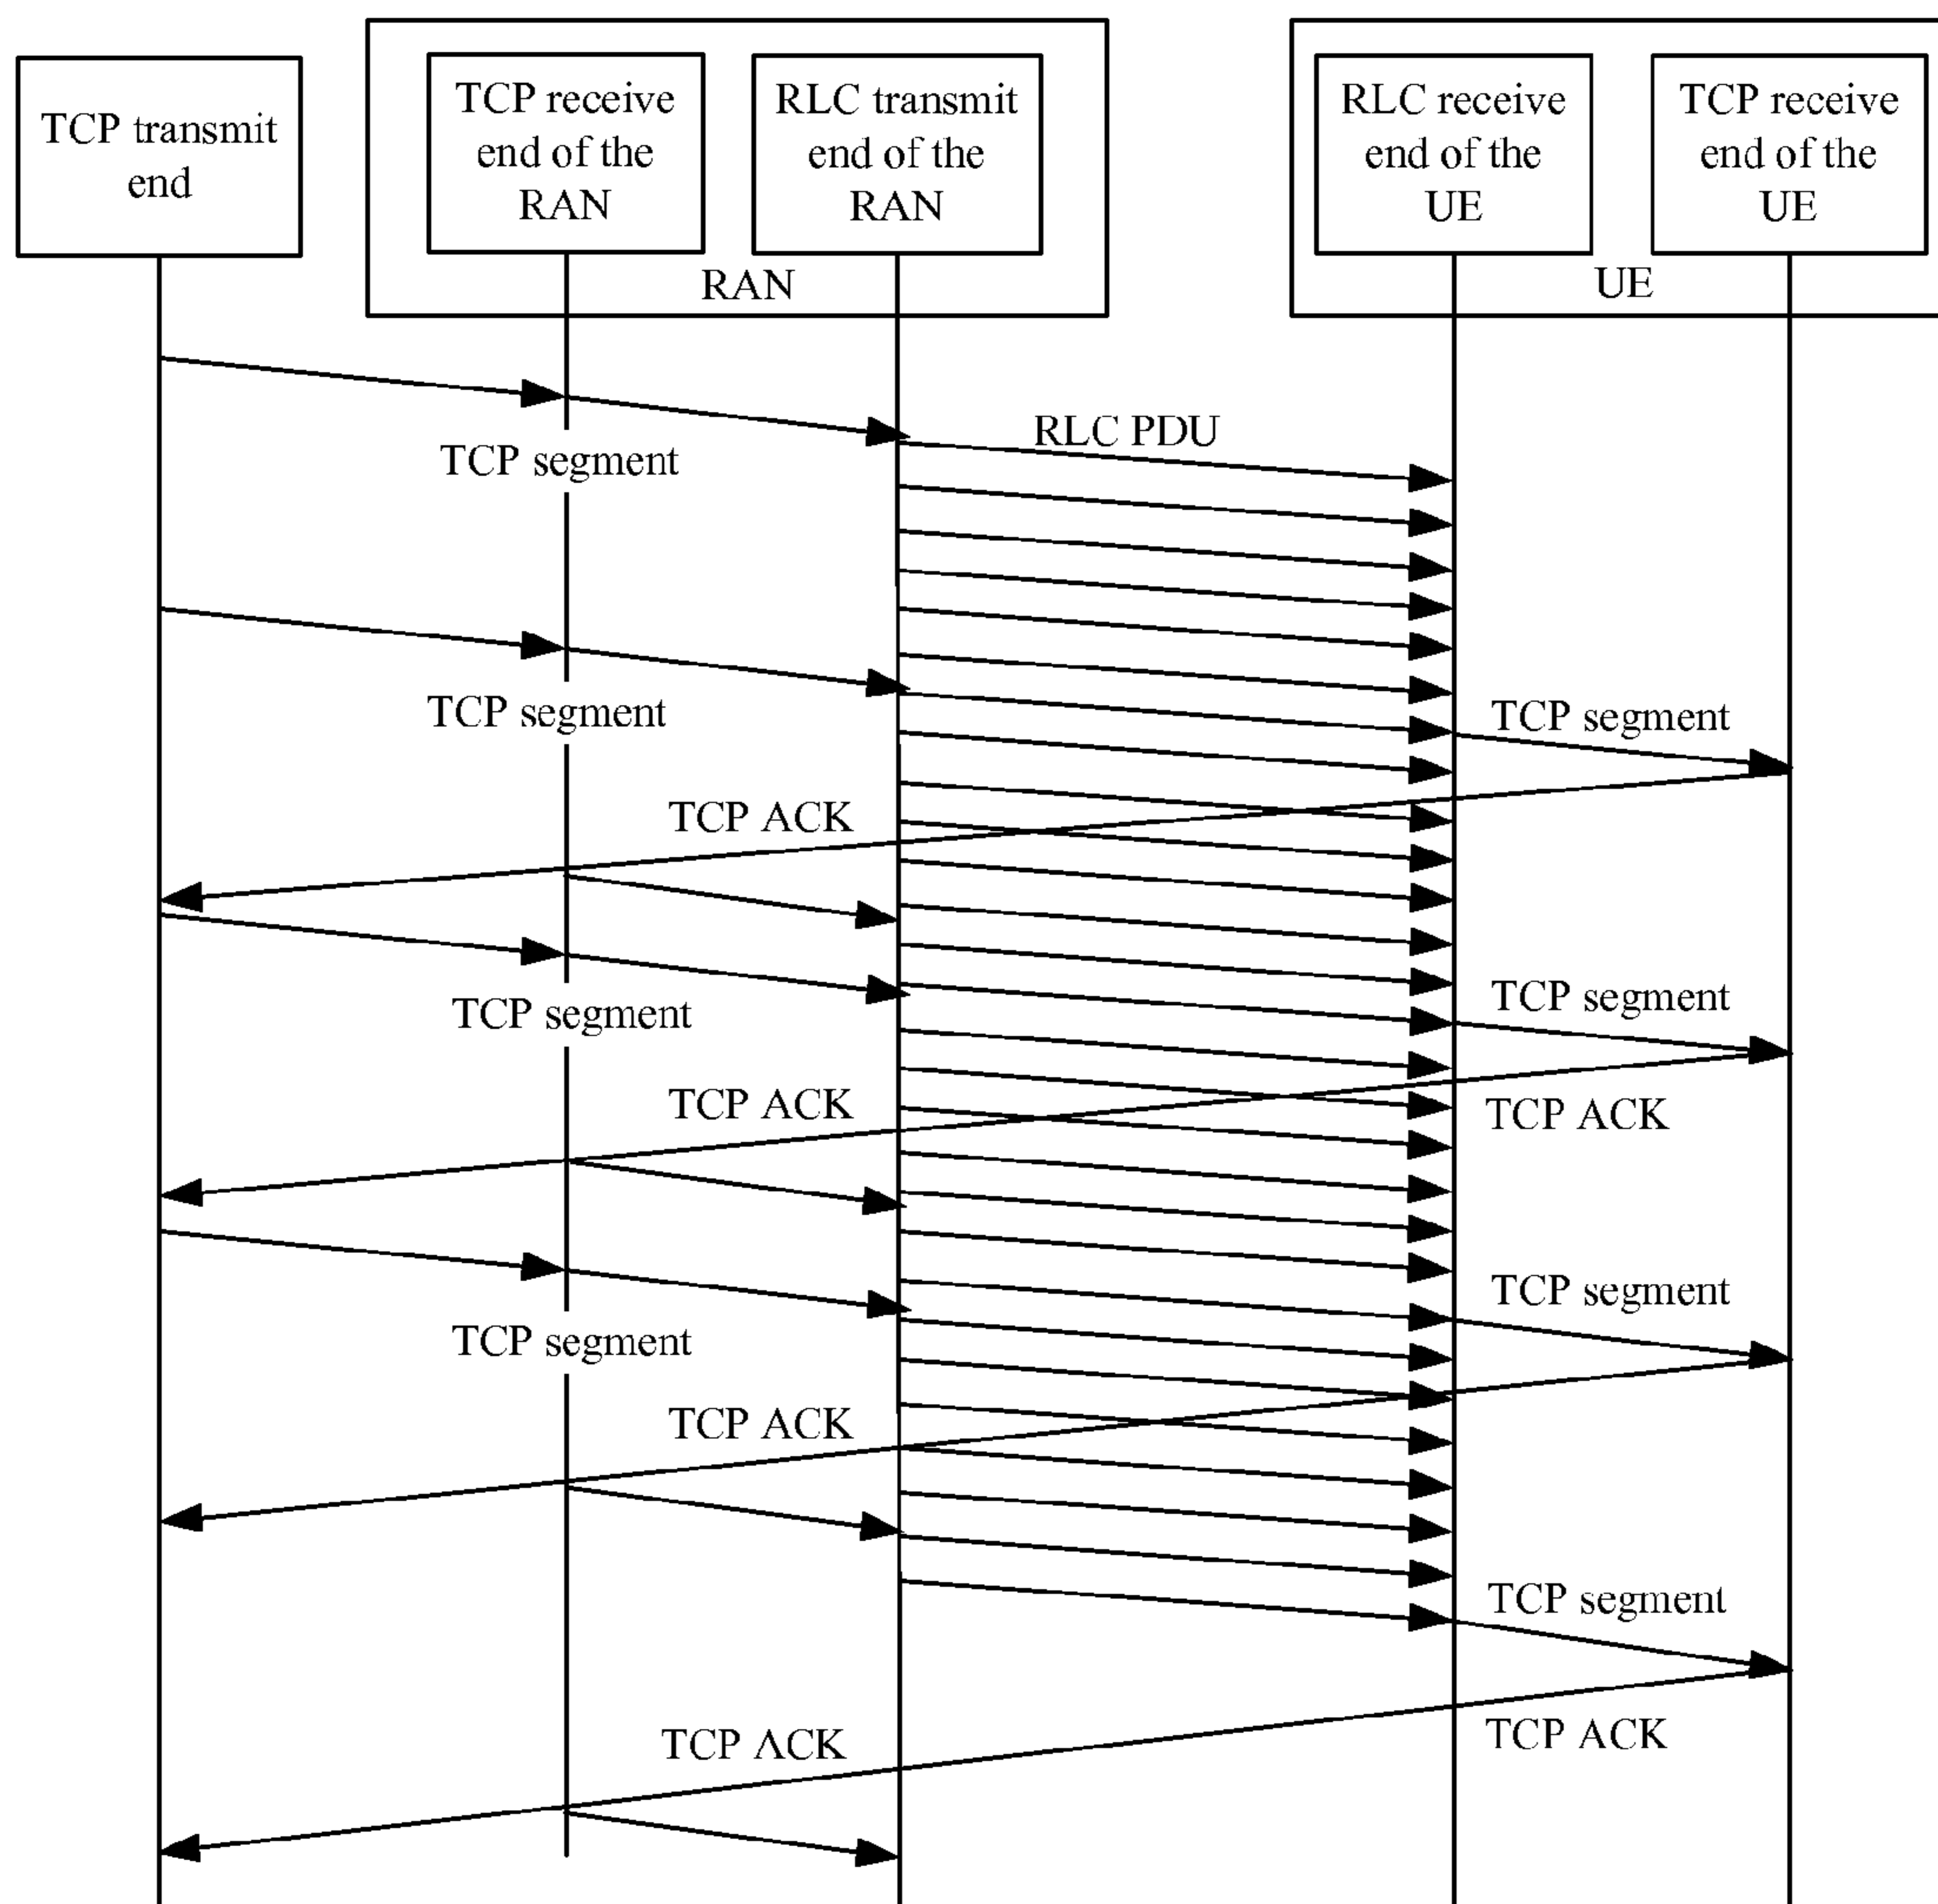 TCP transmit
end
TCP receive
end of the
RAN
RLC transmit
end of the
RAN
RAN
RLC receive
end of the
UE
TCP receive
end of the
UE
UE
RLC PDU
TCP segment
TCP segment
TCP segment
TCP ACK
TCP segment
TCP segment
TCP ACK
TCP ACK
TCP segment
TCP segment
TCP ACK
TCP segment
TCP ACK
TCP ACK